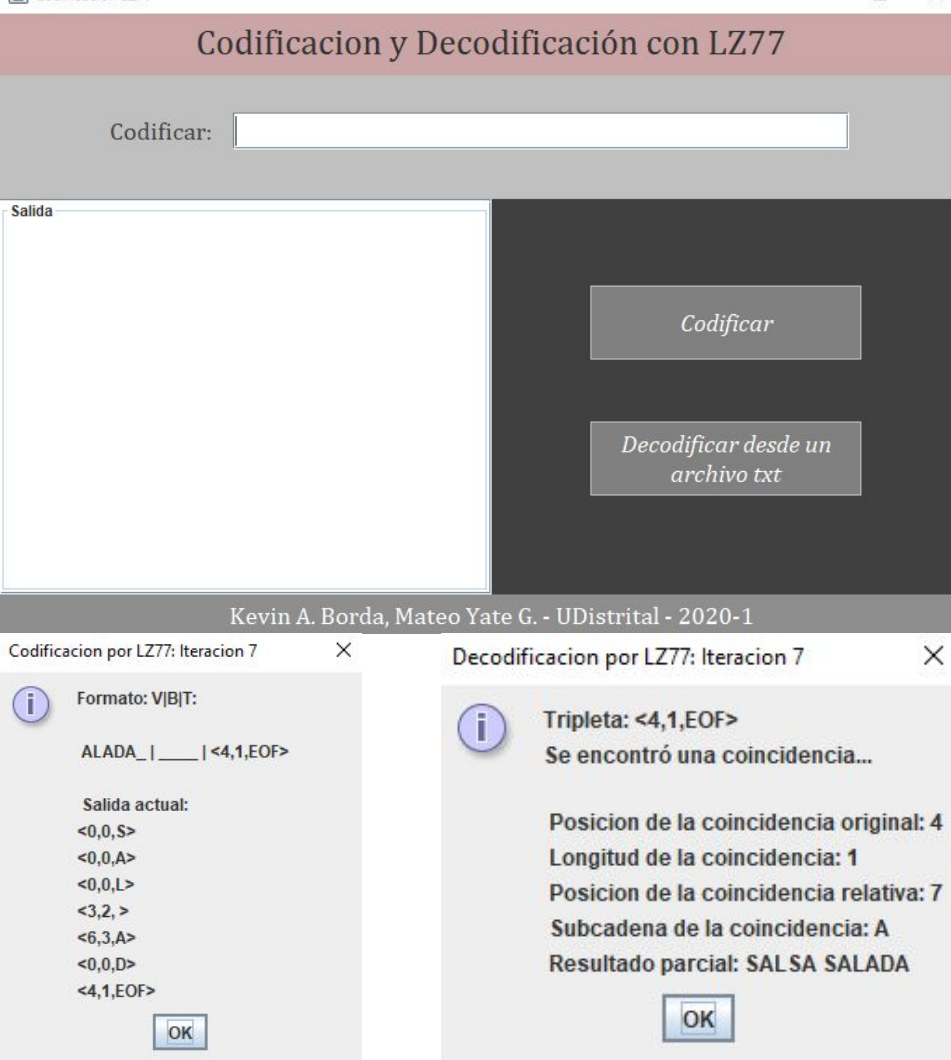 Codificacion y Decodificación con LZ77
Codificar:
Salida
Codificar
Decodificar desde un
archivo txt
Kevin A. Borda, Mateo Yate G. - UDistrital - 2020-1
Codificacion por LZ77: Iteracion 7
Formato: V|B|T:
ALADA_ | _____ | <4,1,EOF>
Salida actual:
<0,0,S>
<0,0,A>
<0,0,L>
<3,2, >
<6,3,A>
<0,0,D>
<4,1,EOF>
OK
Decodificacion por LZ77: Iteracion 7
Tripleta: <4,1,EOF>
Se encontró una coincidencia...
Posicion de la coincidencia original: 4
Longitud de la coincidencia: 1
Posicion de la coincidencia relativa: 7
Subcadena de la coincidencia: A
Resultado parcial: SALSA SALADA
OK